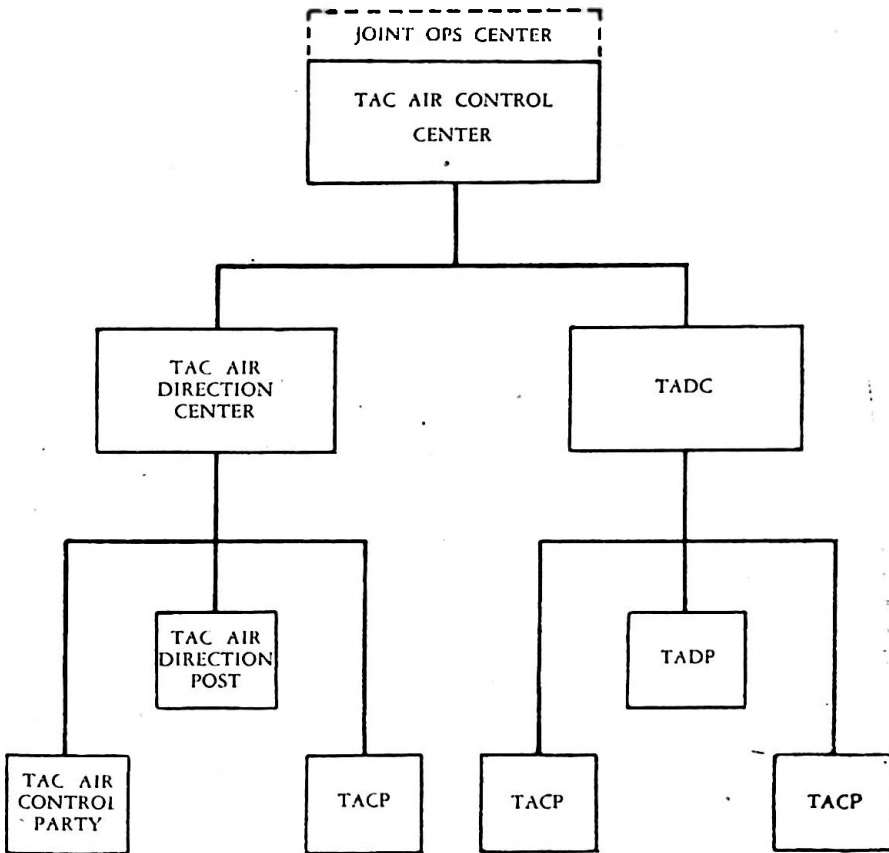 JOINT OPS CENTER
TAC AIR CONTROL
CENTER
TAC AIR
DIRECTION
CENTER
TADC
TAC AIR
DIRECTION
POST
TADP
TAC AIR
CONTROL
PARTY
TACP
TACP
TACP